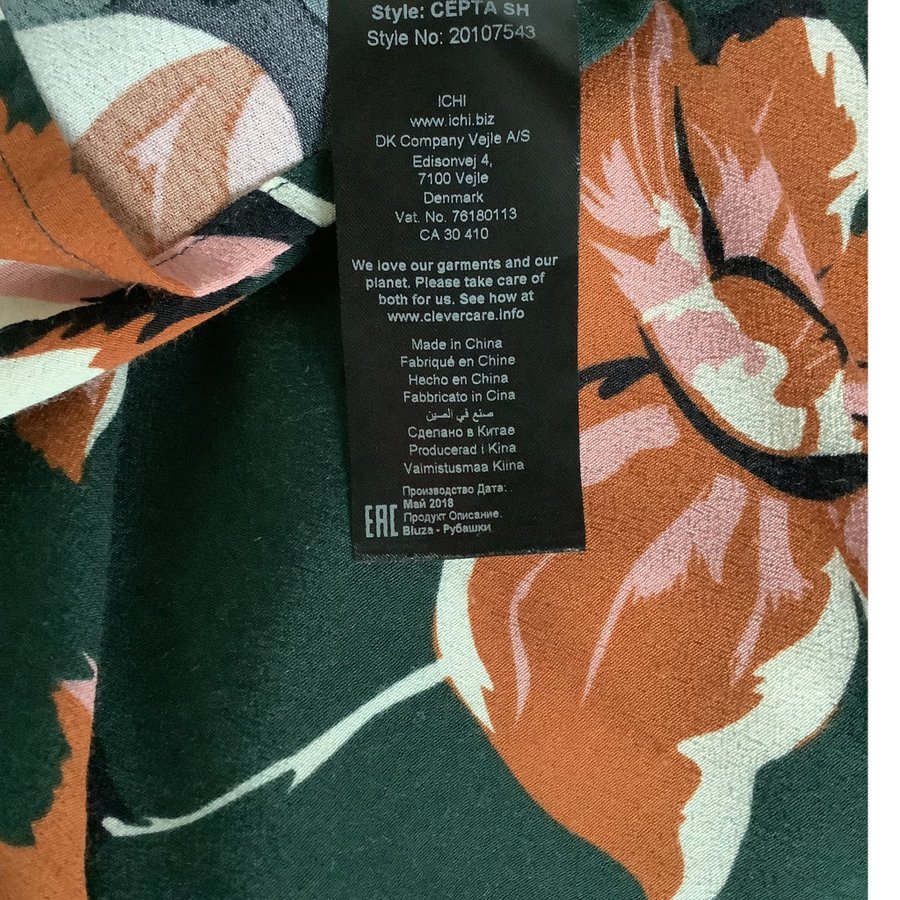 Style: CEPTA SH
Style No: 20107543
ICHI
www.ichi.biz
DK Company Vejle A/S
Edisonvej 4,
7100 Vejle
Denmark
Vat. No. 76180113
CA 30 410
We love our garments and our
planet. Please take care of
both for us. See how at
www.clevercare.info
Made in China
Fabriqué en Chine
Hecho en China
Fabbricato in Cina
صنع في الصين
Сделано в Китае
Producerad i Kina
Valmistusmaa Kiina
Производство Дата:
Май 2018
Продукт Описание.
Bluza - Рубашки
EAC